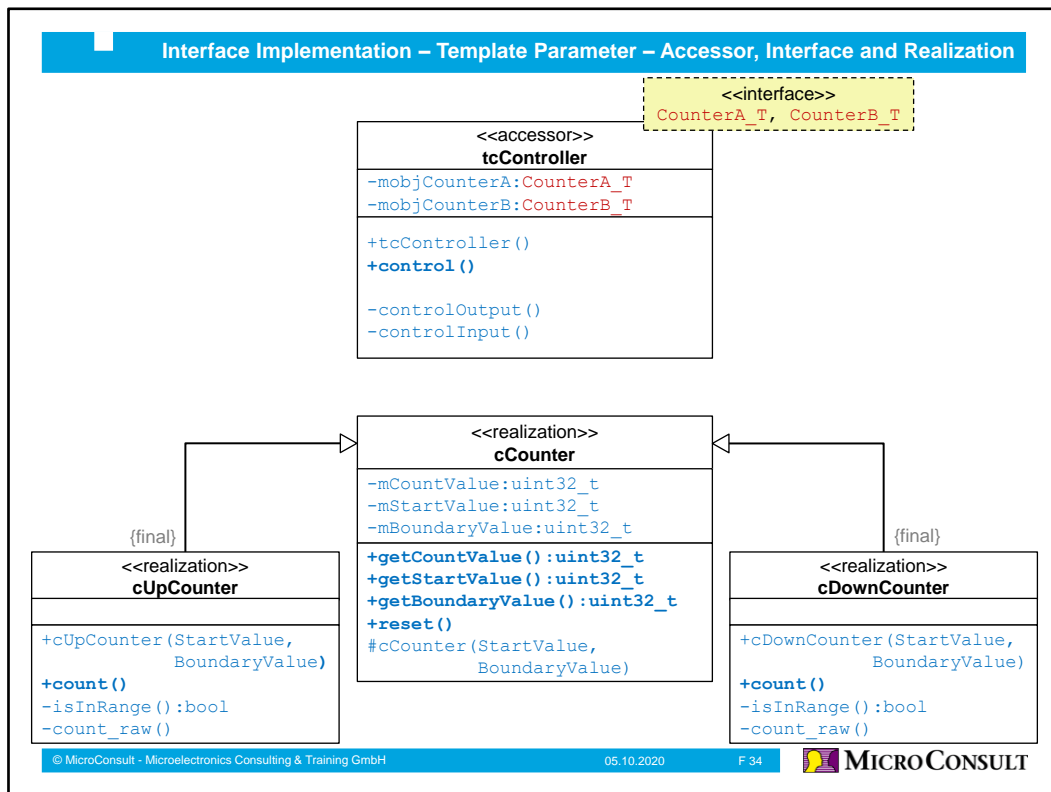 Interface Implementation – Template Parameter – Accessor, Interface and Realization
<<interface>>
CounterA_T, CounterB_T
<<accessor>>
tcController
-mobjCounterA:CounterA_T
-mobjCounterB:CounterB_T
+tcController()
+control()
-controlOutput()
-controlInput()
<<realization>>
cCounter
-mCountValue:uint32_t
-mStartValue:uint32_t
-mBoundaryValue:uint32_t
+getCountValue():uint32_t
+getStartValue():uint32_t
+getBoundaryValue():uint32_t
+reset()
#cCounter(StartValue,
BoundaryValue)
{final}
<<realization>>
cUpCounter
+cUpCounter(StartValue,
BoundaryValue)
+count()
-isInRange():bool
-count_raw()
{final}
<<realization>>
cDownCounter
+cDownCounter(StartValue,
BoundaryValue)
+count()
-isInRange():bool
-count_raw()
© MicroConsult - Microelectronics Consulting & Training GmbH
05.10.2020
F 34
MICROCONSULT